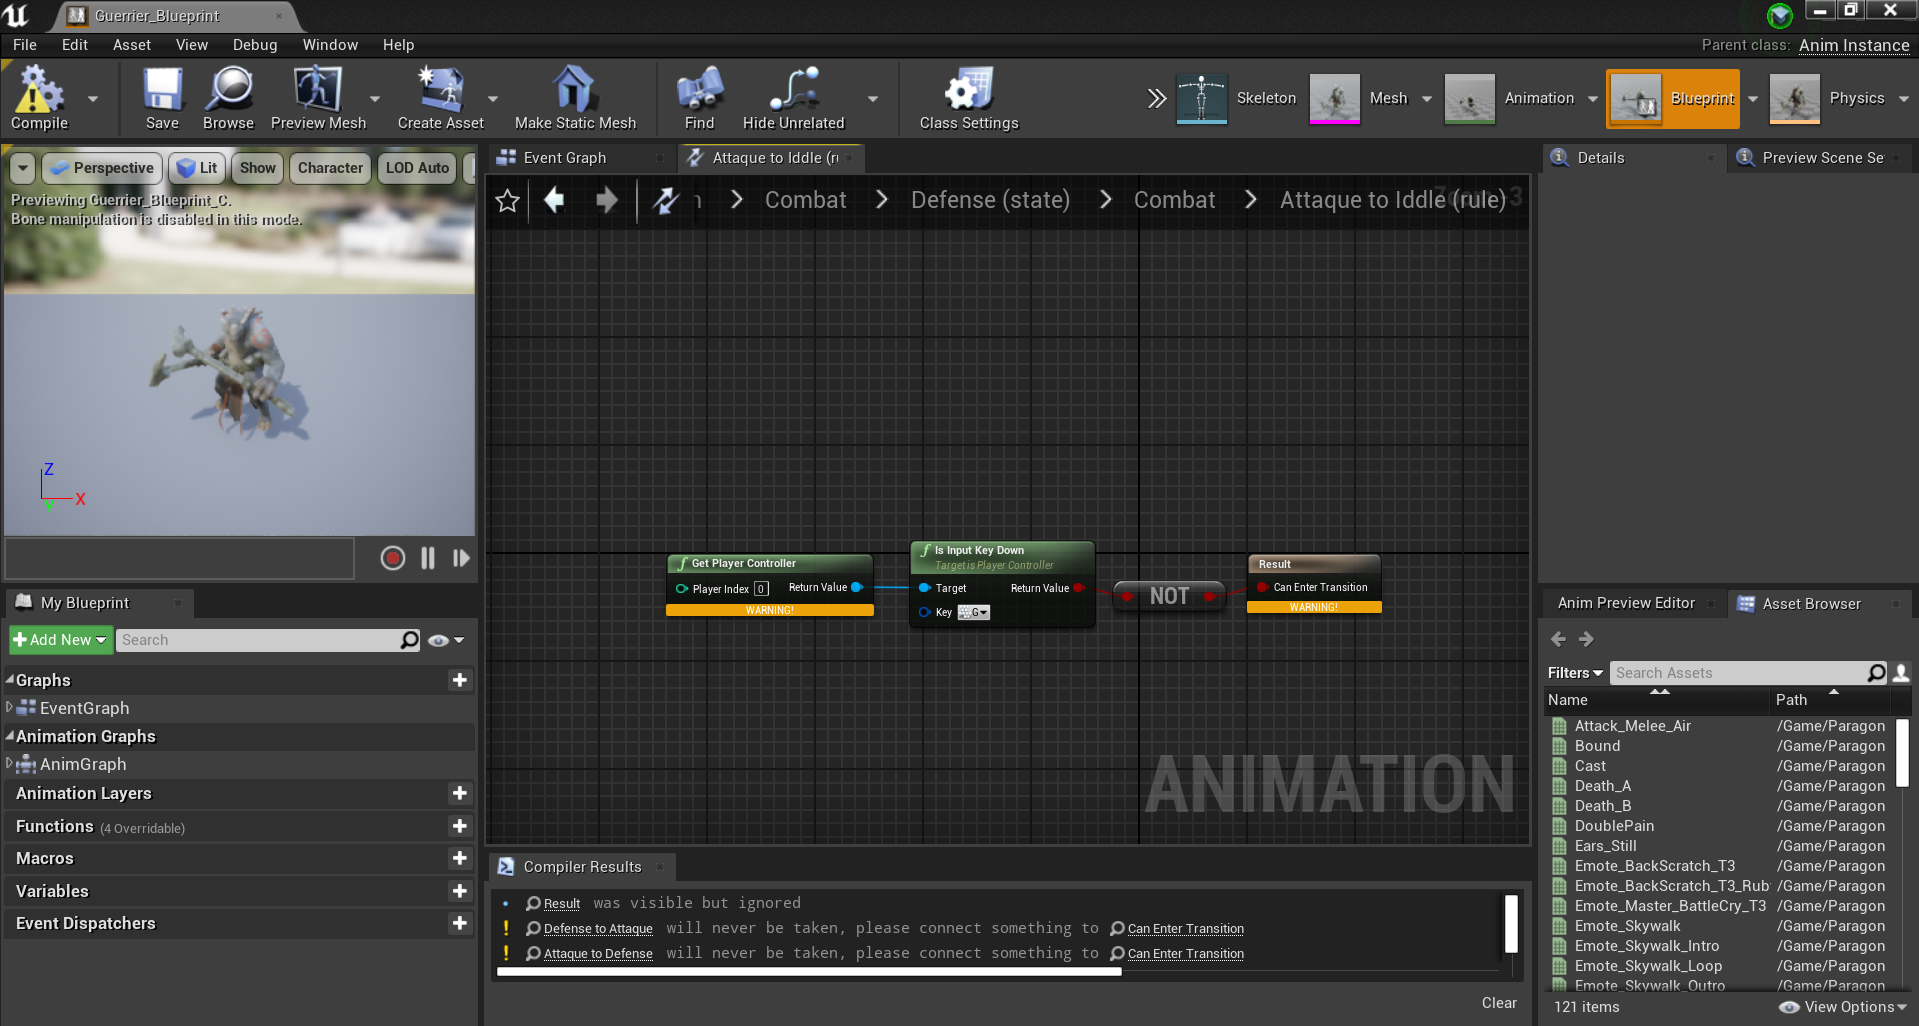 Guerrier_Blueprint
File Edit Asset View Debug Window Help
Parent class: Anim Instance
Compile
Save
Browse
Preview Mesh
Create Asset
Make Static Mesh
Find
Hide Unrelated
Class Settings
Skeleton
Mesh
Animation
Blueprint
Physics
Perspective Lit Show Character LOD Auto
Previewing Guerrier_Blueprint_C.
Bone manipulation is disabled in this mode.
Z
X
Y
Event Graph
Attaque to Iddle (ru
Combat > Defense (state) > Combat > Attaque to Iddle (rule)
Get Player Controller
Player Index 0 Return Value
WARNING!
Is Input Key Down
Target is Player Controller
Target Return Value
Key G
NOT
Result
Can Enter Transition
WARNING!
ANIMATION
My Blueprint
Add New Search
Graphs
EventGraph
Animation Graphs
AnimGraph
Animation Layers
Functions (4 Overridable)
Macros
Variables
Event Dispatchers
Compiler Results
Result was visible but ignored
Defense to Attaque will never be taken, please connect something to Can Enter Transition
Attaque to Defense will never be taken, please connect something to Can Enter Transition
Clear
Details
Preview Scene Se
Anim Preview Editor
Asset Browser
Filters Search Assets
Name Path
Attack_Melee_Air /Game/Paragon
Bound /Game/Paragon
Cast /Game/Paragon
Death_A /Game/Paragon
Death_B /Game/Paragon
DoublePain /Game/Paragon
Ears_Still /Game/Paragon
Emote_BackScratch_T3 /Game/Paragon
Emote_BackScratch_T3_Rub /Game/Paragon
Emote_Master_BattleCry_T3 /Game/Paragon
Emote_Skywalk /Game/Paragon
Emote_Skywalk_Intro /Game/Paragon
Emote_Skywalk_Loop /Game/Paragon
Emote_Skywalk_Outro /Game/Paragon
121 items View Options